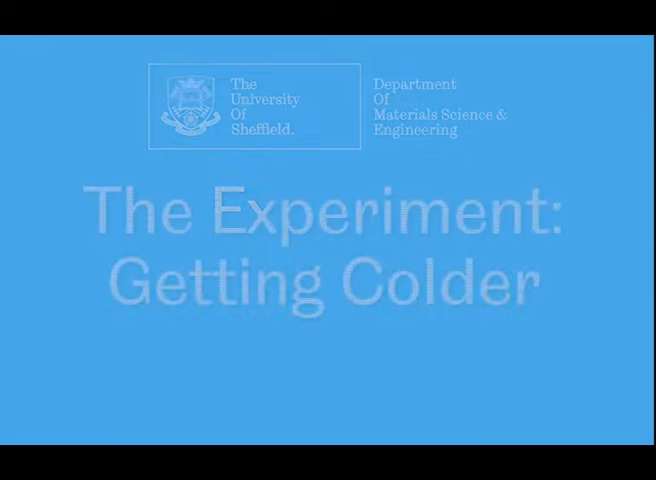 The
University
Of
Sheffield.
Department
Of
Materials Science &
Engineering
The Experiment:
Getting Colder